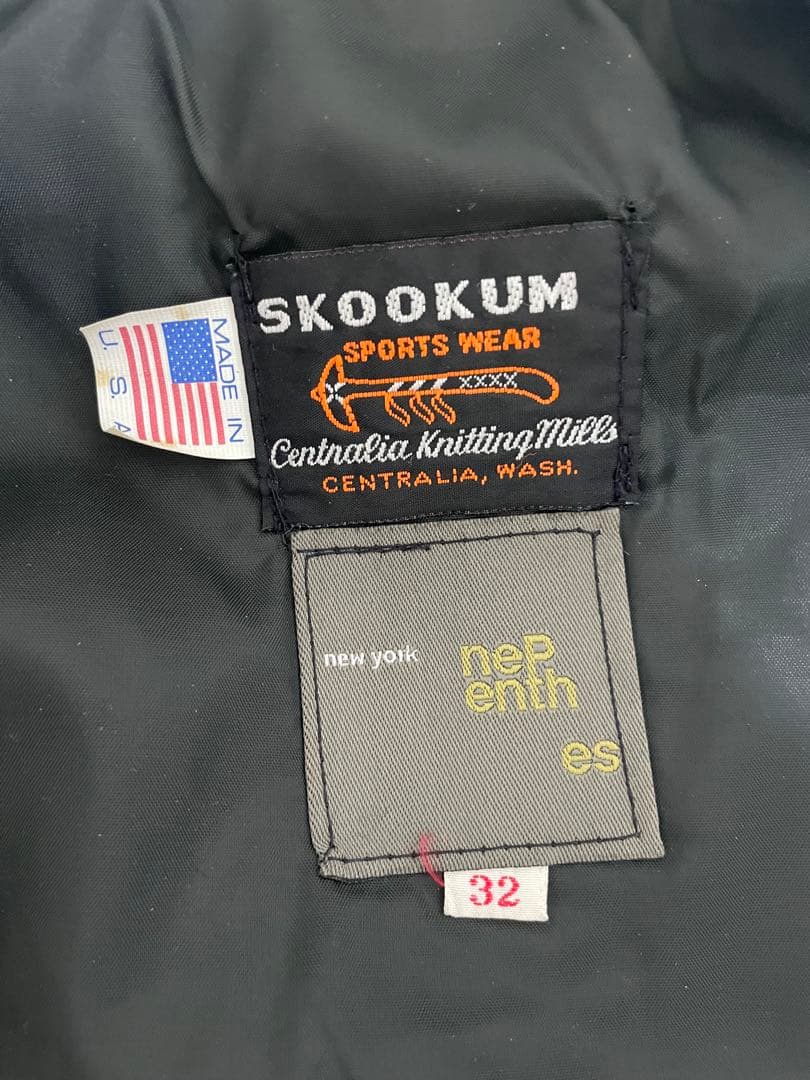 SKOOKUM
SPORTS WEAR
XXXX
Centralia Knitting Mills
CENTRALIA, WASH.
MADE IN
U. S. A
new york
neP
enth
es
32